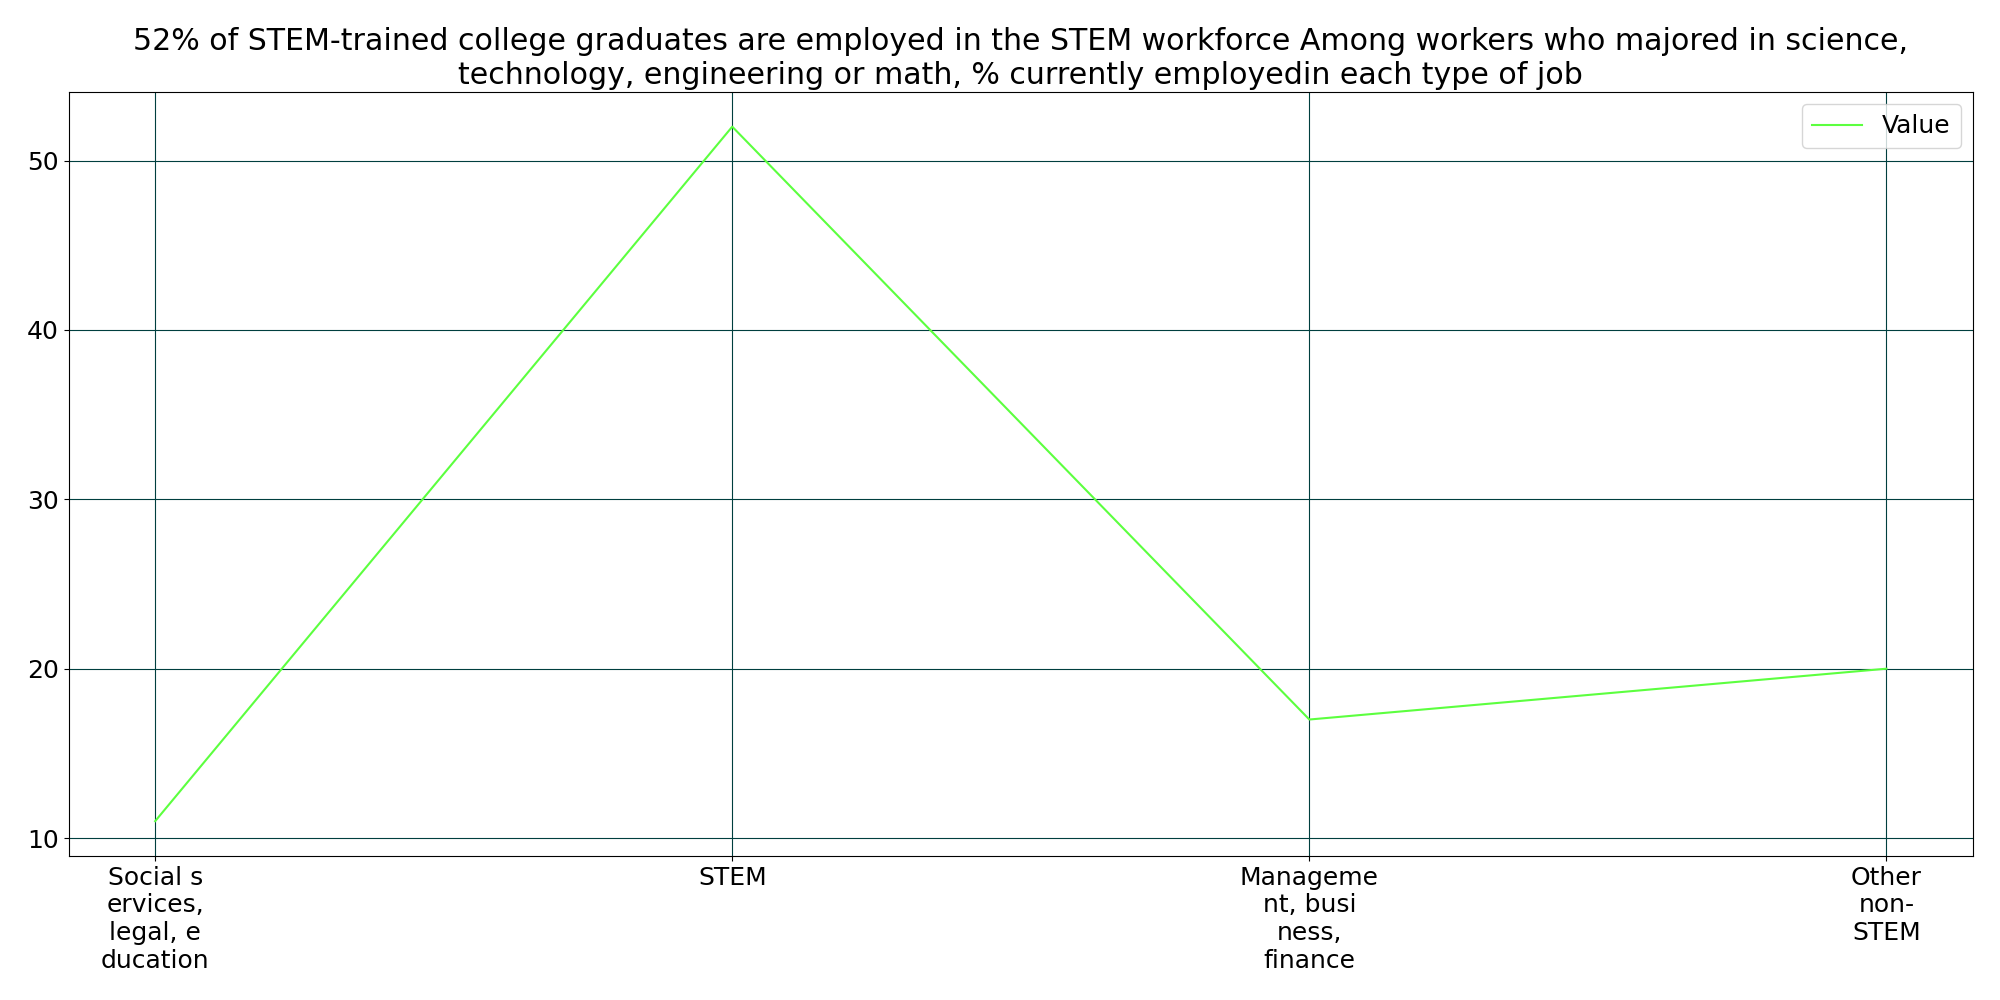 52% of STEM-trained college graduates are employed in the STEM workforce Among workers who majored in science,
technology, engineering or math, % currently employedin each type of job
Value
50
40
30
20
10
Social s
ervices,
legal, e
ducation
STEM
Manageme
nt, busi
ness,
finance
Other
non-
STEM